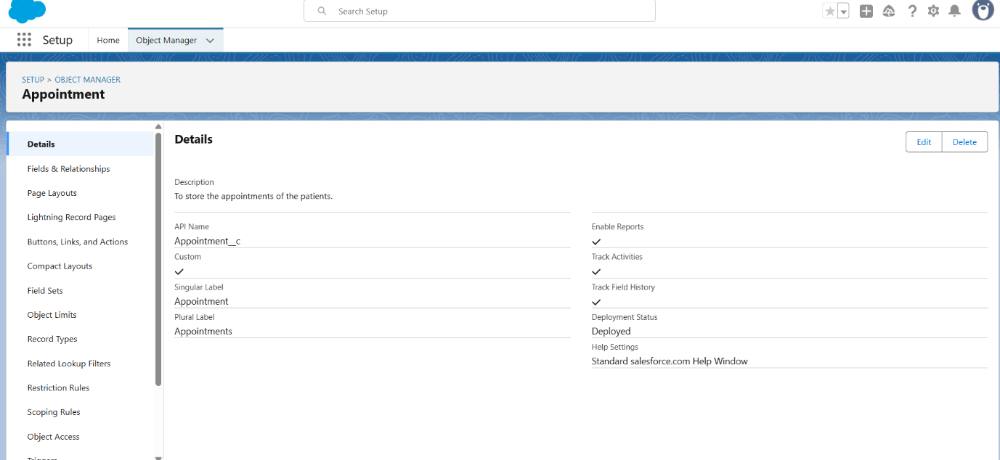 Search Setup
Setup
Home
Object Manager
SETUP > OBJECT MANAGER
Appointment
Details
Fields & Relationships
Page Layouts
Lightning Record Pages
Buttons, Links, and Actions
Compact Layouts
Field Sets
Object Limits
Record Types
Related Lookup Filters
Restriction Rules
Scoping Rules
Object Access
Triggers
Details
Edit
Delete
Description
To store the appointments of the patients.
API Name
Appointment__c
Custom
Singular Label
Appointment
Plural Label
Appointments
Enable Reports
Track Activities
Track Field History
Deployment Status
Deployed
Help Settings
Standard salesforce.com Help Window